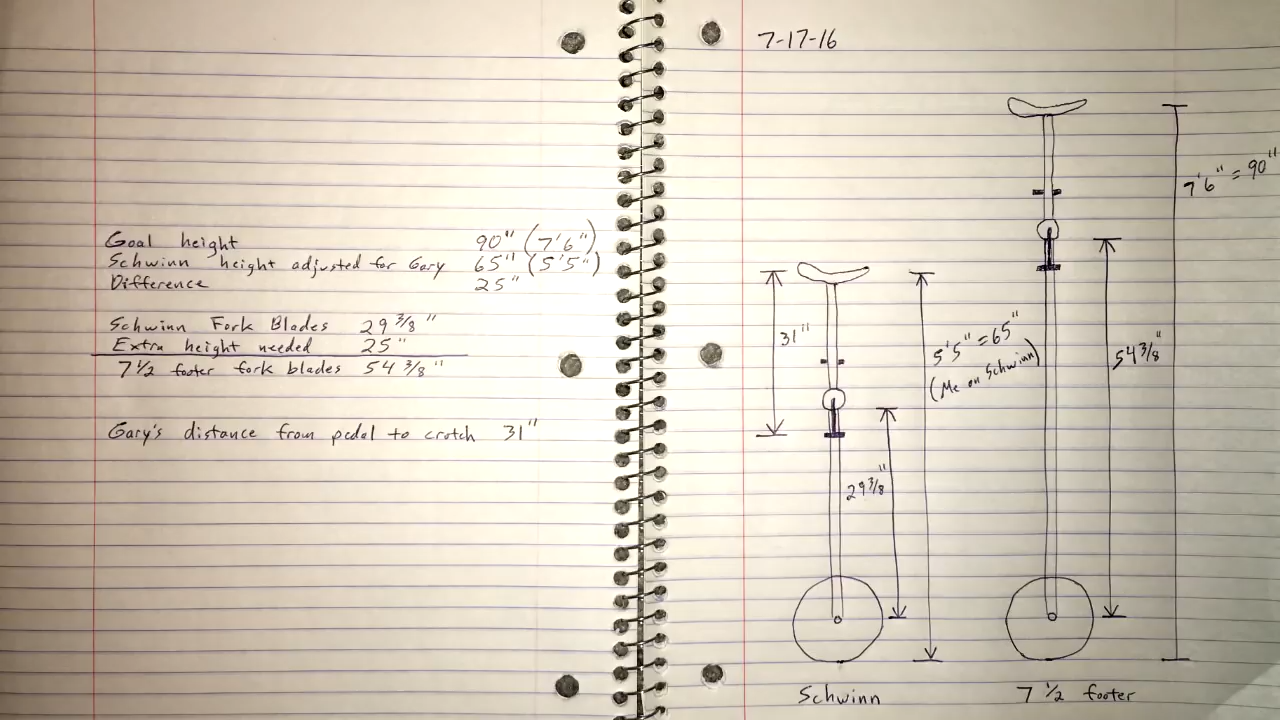 Goal height 90" (7'6")
Schwinn height adjusted for Gary 65" (5'5")
Difference 25"
Schwinn Fork Blades 29 3/8"
Extra height needed 25"
7 1/2 footer fork blades 54 3/8"
Gary's distance from pedal to crotch 31"
7-17-16
7'6" = 90"
31"
5'5" = 65"
(Me on Schwinn)
54 3/8"
29 3/8"
Schwinn
7 1/2 footer